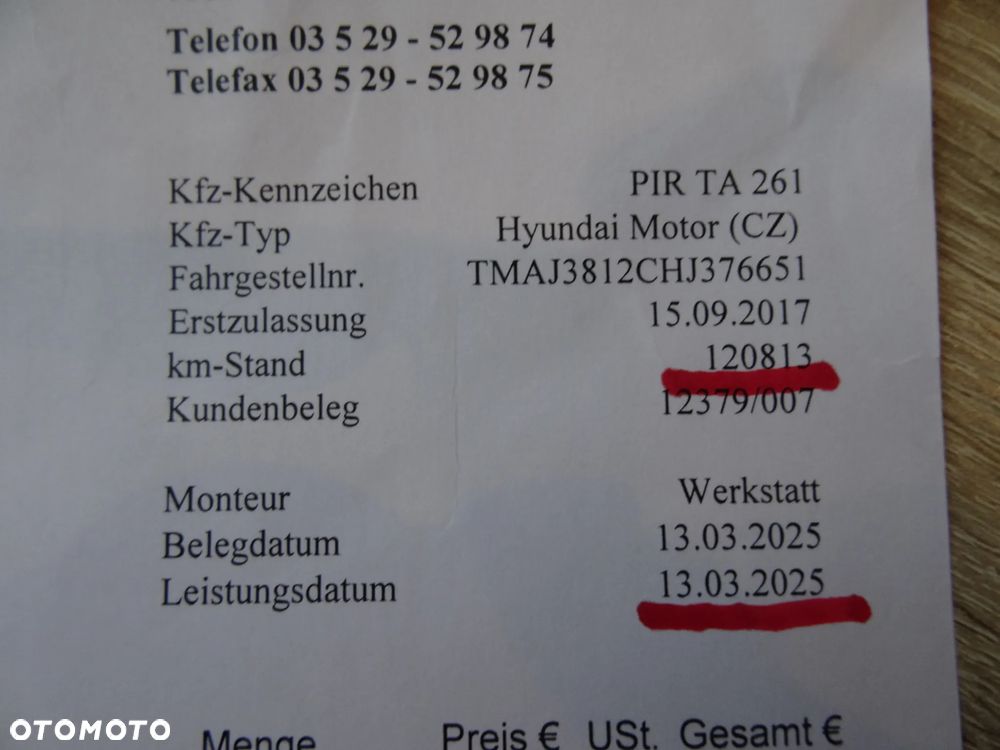 Telefon 03 5 29 - 52 98 74
Telefax 03 5 29 - 52 98 75
Kfz-Kennzeichen PIR TA 261
Kfz-Typ Hyundai Motor (CZ)
Fahrgestellnr. TMAJ3812CHJ376651
Erstzulassung 15.09.2017
km-Stand 120813
Kundenbeleg 12379/007
Monteur Werkstatt
Belegdatum 13.03.2025
Leistungsdatum 13.03.2025
Menge Preis € USt. Gesamt €
OTOMOTO